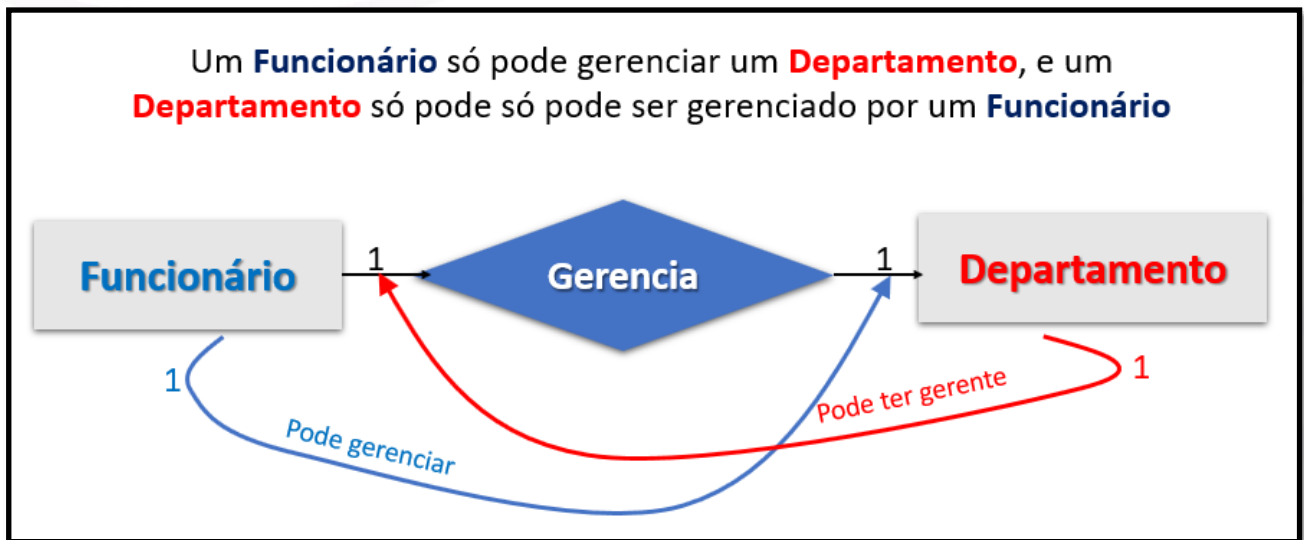 Um Funcionário só pode gerenciar um Departamento, e um
Departamento só pode só pode ser gerenciado por um Funcionário
Funcionário
1
Gerencia
1
Departamento
1
Pode gerenciar
Pode ter gerente
1